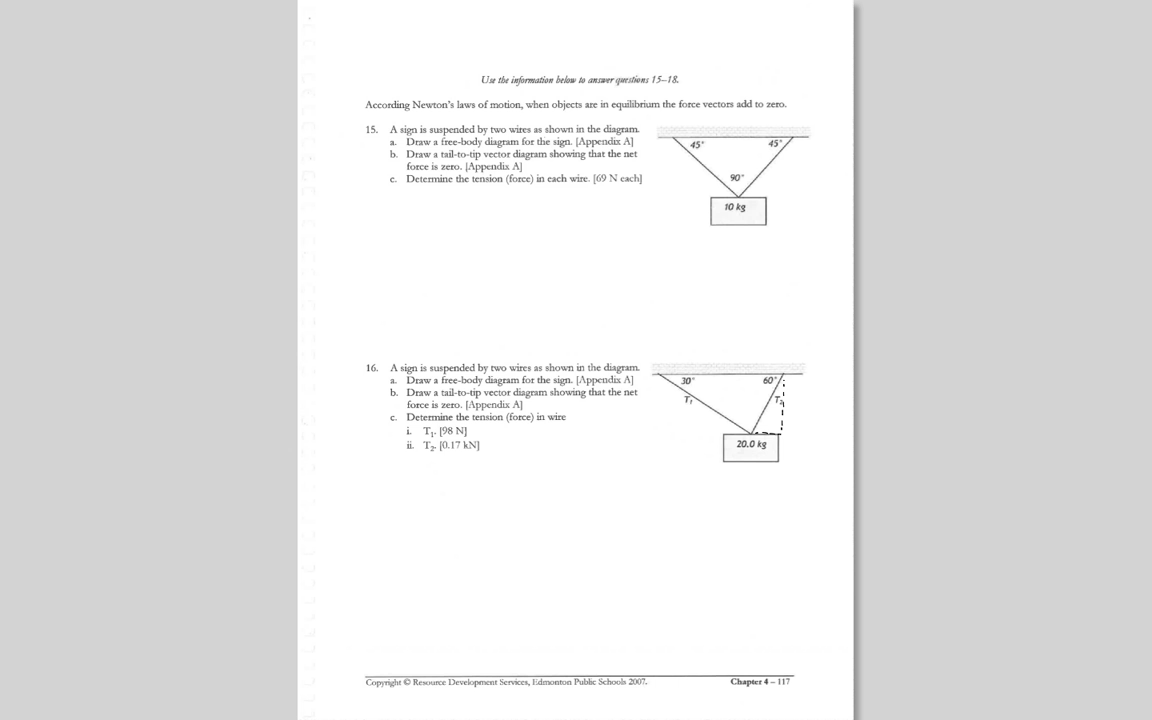 Use the information below to answer questions 15–18.
According Newton's laws of motion, when objects are in equilibrium the force vectors add to zero.
15. A sign is suspended by two wires as shown in the diagram.
a. Draw a free-body diagram for the sign. [Appendix A]
b. Draw a tail-to-tip vector diagram showing that the net
force is zero. [Appendix A]
c. Determine the tension (force) in each wire. [69 N each]
45°
45°
90°
10 kg
16. A sign is suspended by two wires as shown in the diagram.
a. Draw a free-body diagram for the sign. [Appendix A]
b. Draw a tail-to-tip vector diagram showing that the net
force is zero. [Appendix A]
c. Determine the tension (force) in wire
i. T₁. [98 N]
ii. T₂. [0.17 kN]
30°
60°
T₁
T₂
20.0 kg
Copyright © Resource Development Services, Edmonton Public Schools 2007.
Chapter 4 – 117